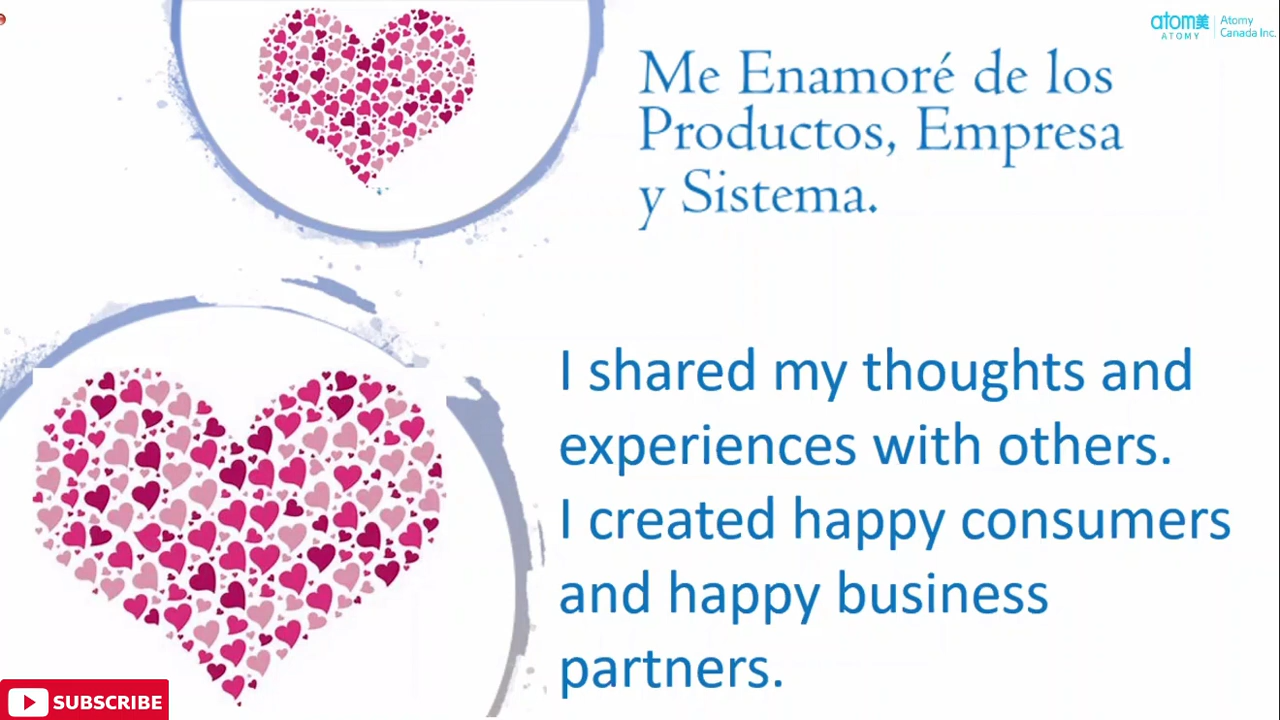 atom美
ATOMY
Atomy
Canada Inc.
Me Enamoré de los
Productos, Empresa
y Sistema.
I shared my thoughts and
experiences with others.
I created happy consumers
and happy business
partners.
SUBSCRIBE